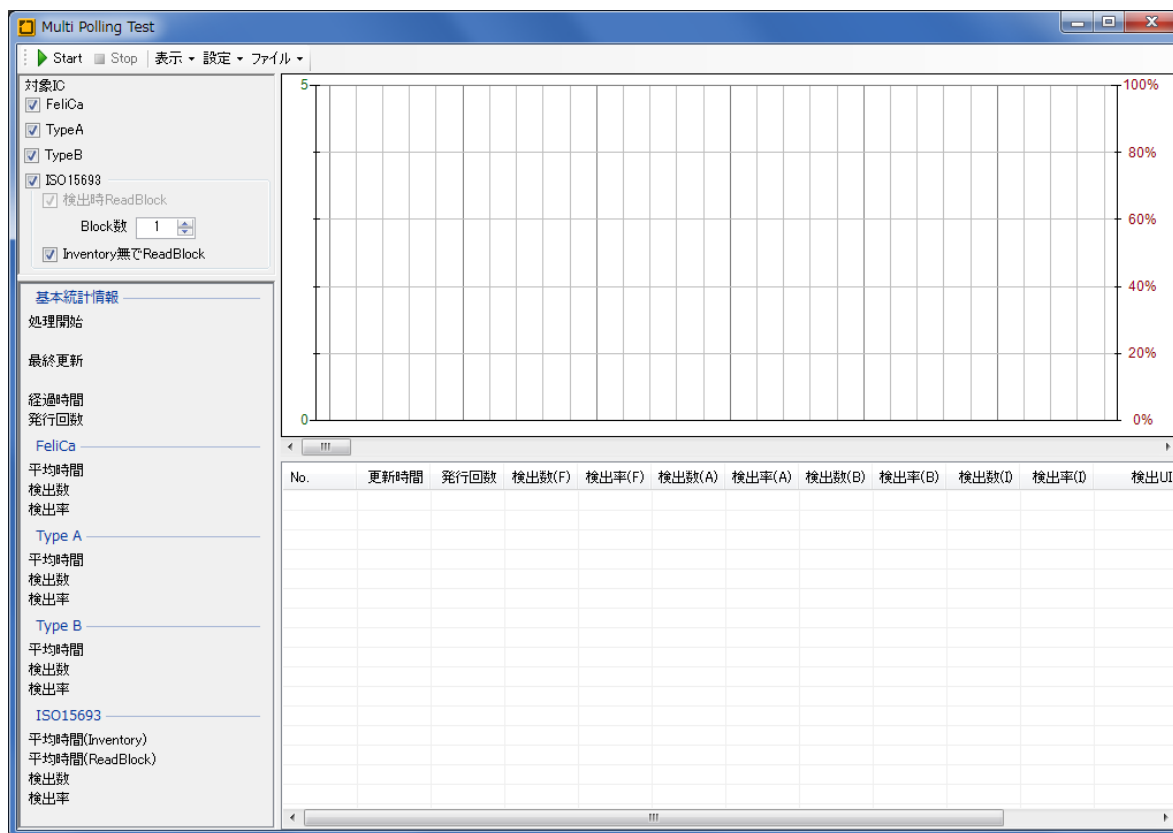 Multi Polling Test
Start Stop 表示 設定 ファイル
対象IC
FeliCa
TypeA
TypeB
ISO15693
検出時ReadBlock
Block数 1
Inventory無でReadBlock
基本統計情報
処理開始
最終更新
経過時間
発行回数
FeliCa
平均時間
検出数
検出率
Type A
平均時間
検出数
検出率
Type B
平均時間
検出数
検出率
ISO15693
平均時間(Inventory)
平均時間(ReadBlock)
検出数
検出率
5
0
100%
80%
60%
40%
20%
0%
No. 更新時間 発行回数 検出数(F) 検出率(F) 検出数(A) 検出率(A) 検出数(B) 検出率(B) 検出数(I) 検出率(I) 検出UI